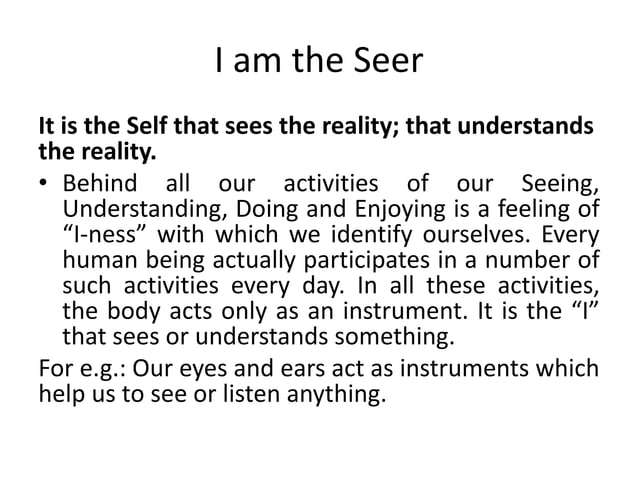 I am the Seer
It is the Self that sees the reality; that understands
the reality.
• Behind all our activities of our Seeing,
Understanding, Doing and Enjoying is a feeling of
“I-ness” with which we identify ourselves. Every
human being actually participates in a number of
such activities every day. In all these activities,
the body acts only as an instrument. It is the “I”
that sees or understands something.
For e.g.: Our eyes and ears act as instruments which
help us to see or listen anything.